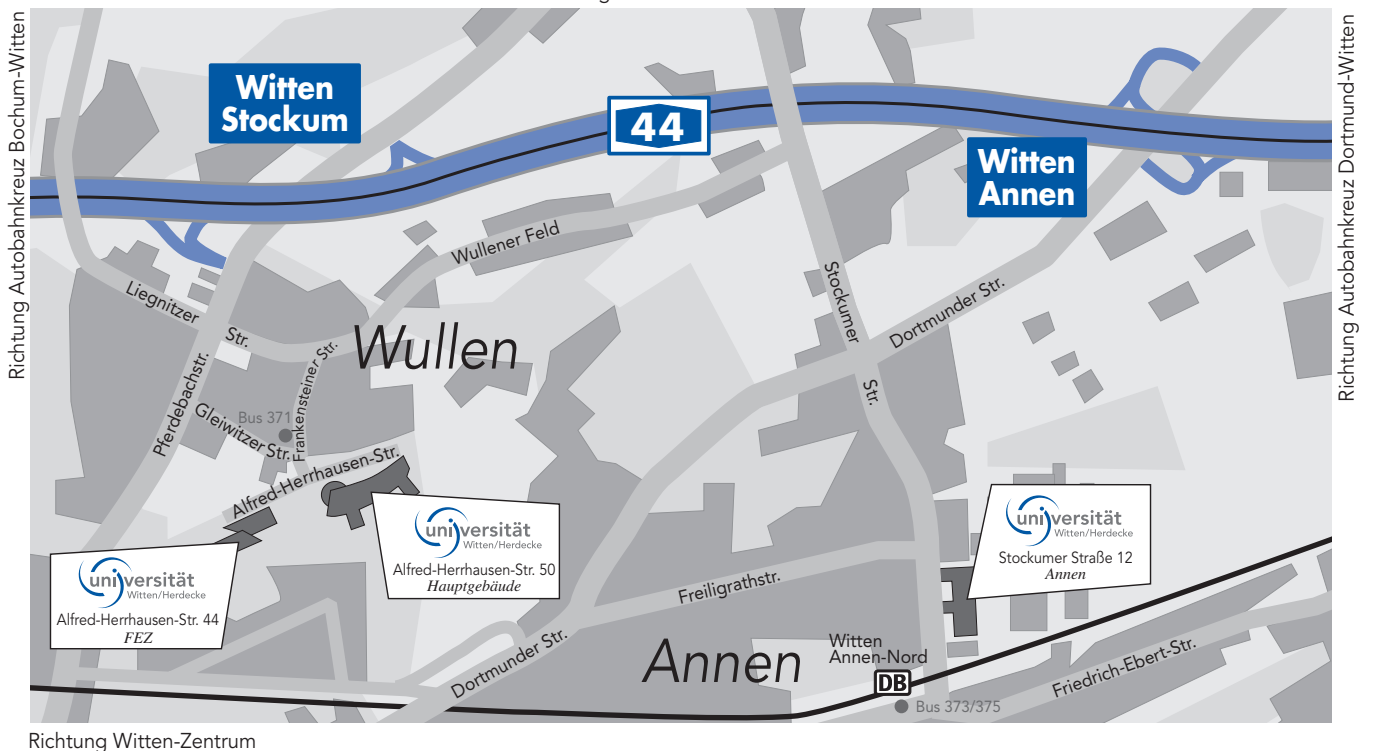 Richtung Autobahnkreuz Bochum-Witten
Richtung Autobahnkreuz Dortmund-Witten
Witten
Stockum
44
Witten
Annen
Wullener Feld
Liegnitzer
Str.
Wullen
Stockumer
Str.
Dortmunder Str.
Pferdebachstr.
Frankensteiner Str.
Bus 371
Gleiwitzer Str.
Alfred-Herrhausen-Str.
universität
Witten/Herdecke
Alfred-Herrhausen-Str. 50
Hauptgebäude
universität
Witten/Herdecke
Stockumer Straße 12
Annen
universität
Witten/Herdecke
Alfred-Herrhausen-Str. 44
FEZ
Freiligrathstr.
Dortmunder Str.
Annen
Witten
Annen-Nord
DB
Friedrich-Ebert-Str.
Bus 373/375
Richtung Witten-Zentrum